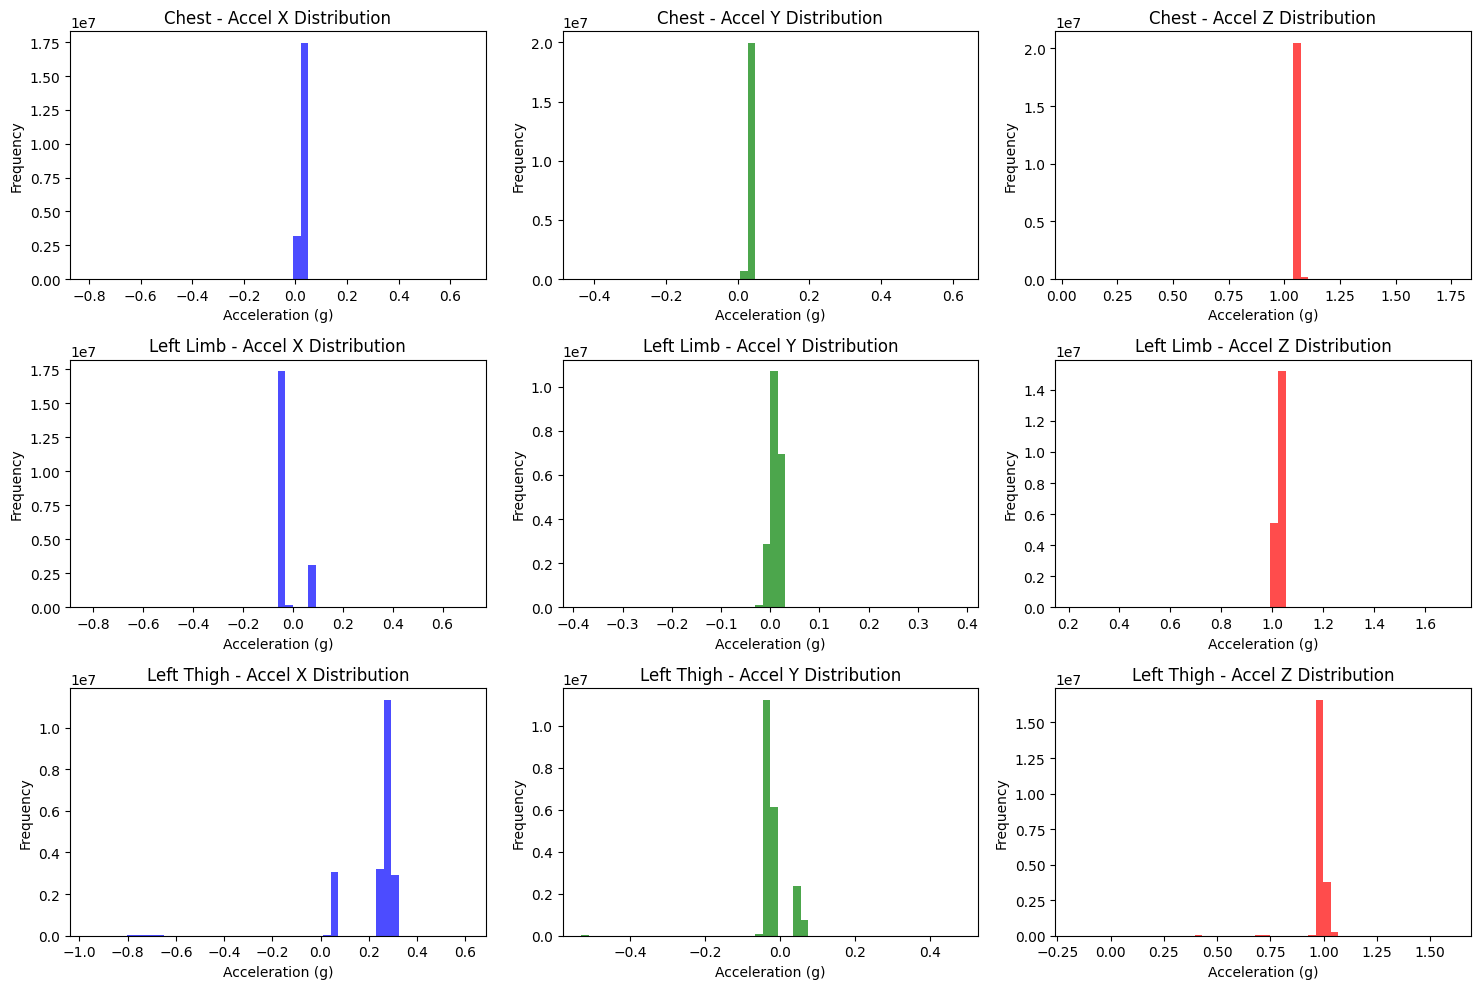 Chest - Accel X Distribution
1e7
1.75
1.50
1.25
1.00
0.75
0.50
0.25
0.00
Frequency
−0.8 −0.6 −0.4 −0.2 0.0 0.2 0.4 0.6
Acceleration (g)
Chest - Accel Y Distribution
1e7
2.0
1.5
1.0
0.5
0.0
Frequency
−0.4 −0.2 0.0 0.2 0.4 0.6
Acceleration (g)
Chest - Accel Z Distribution
1e7
2.0
1.5
1.0
0.5
0.0
Frequency
0.00 0.25 0.50 0.75 1.00 1.25 1.50 1.75
Acceleration (g)
Left Limb - Accel X Distribution
1e7
1.75
1.50
1.25
1.00
0.75
0.50
0.25
0.00
Frequency
−0.8 −0.6 −0.4 −0.2 0.0 0.2 0.4 0.6
Acceleration (g)
Left Limb - Accel Y Distribution
1e7
1.0
0.8
0.6
0.4
0.2
0.0
Frequency
−0.4 −0.3 −0.2 −0.1 0.0 0.1 0.2 0.3 0.4
Acceleration (g)
Left Limb - Accel Z Distribution
1e7
1.4
1.2
1.0
0.8
0.6
0.4
0.2
0.0
Frequency
0.2 0.4 0.6 0.8 1.0 1.2 1.4 1.6
Acceleration (g)
Left Thigh - Accel X Distribution
1e7
1.0
0.8
0.6
0.4
0.2
0.0
Frequency
−1.0 −0.8 −0.6 −0.4 −0.2 0.0 0.2 0.4 0.6
Acceleration (g)
Left Thigh - Accel Y Distribution
1e7
1.0
0.8
0.6
0.4
0.2
0.0
Frequency
−0.4 −0.2 0.0 0.2 0.4
Acceleration (g)
Left Thigh - Accel Z Distribution
1e7
1.50
1.25
1.00
0.75
0.50
0.25
0.00
Frequency
−0.25 0.00 0.25 0.50 0.75 1.00 1.25 1.50
Acceleration (g)